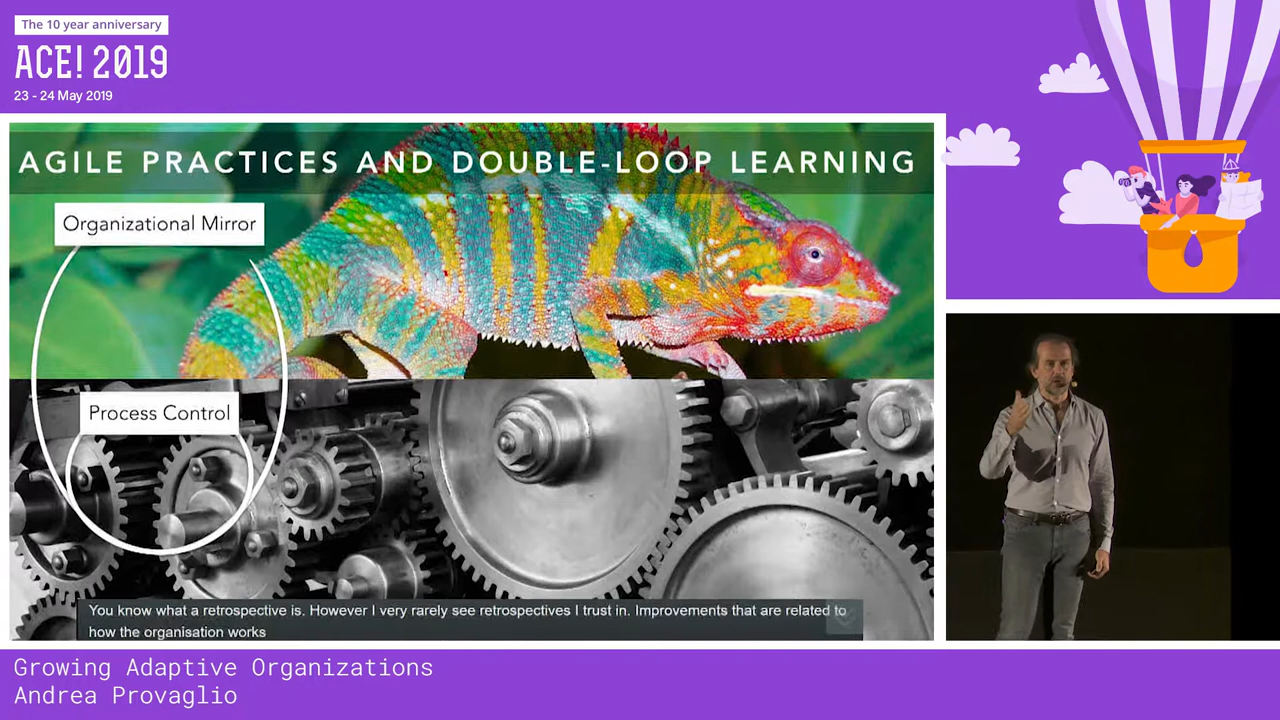 The 10 year anniversary
ACE! 2019
23 - 24 May 2019
AGILE PRACTICES AND DOUBLE-LOOP LEARNING
Organizational Mirror
Process Control
You know what a retrospective is. However I very rarely see retrospectives I trust in. Improvements that are related to
how the organisation works
Growing Adaptive Organizations
Andrea Provaglio